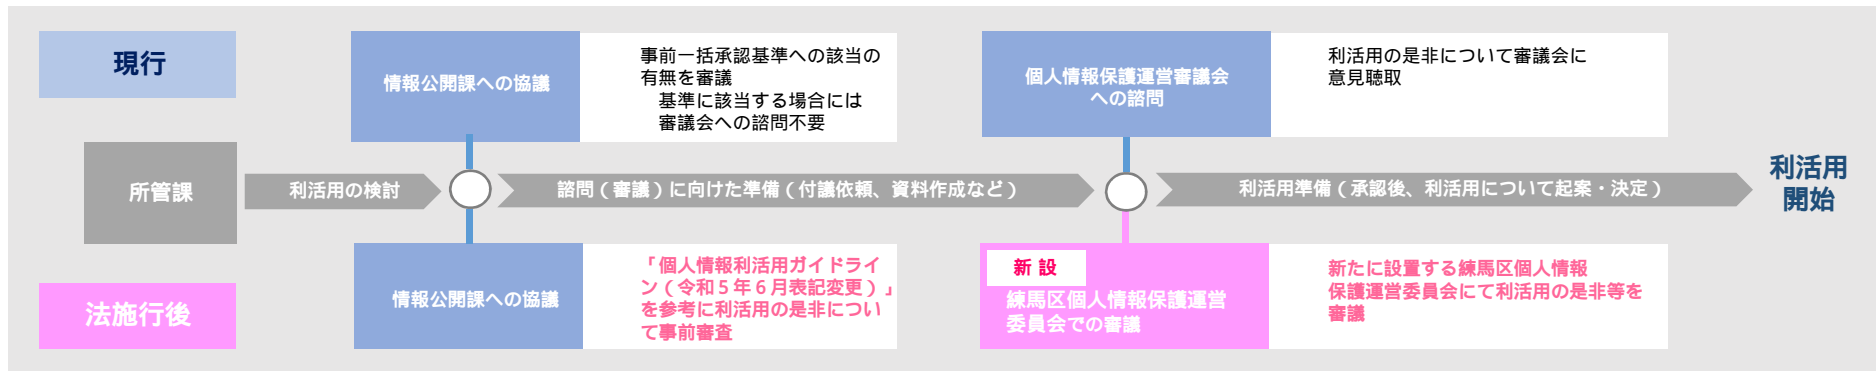 現行
情報公開課への協議
事前一括承認基準への該当の
有無を審議
　基準に該当する場合には
　審議会への諮問不要
個人情報保護運営審議会
への諮問
利活用の是非について審議会に
意見聴取
所管課
利活用の検討
諮問（審議）に向けた準備（付議依頼、資料作成など）
利活用準備（承認後、利活用について起案・決定）
利活用
開始
法施行後
情報公開課への協議
「個人情報利活用ガイドライ
ン（令和５年６月表記変更）」
を参考に利活用の是非につい
て事前審査
新 設
練馬区個人情報保護運営
委員会での審議
新たに設置する練馬区個人情報
保護運営委員会にて利活用の是非等を
審議